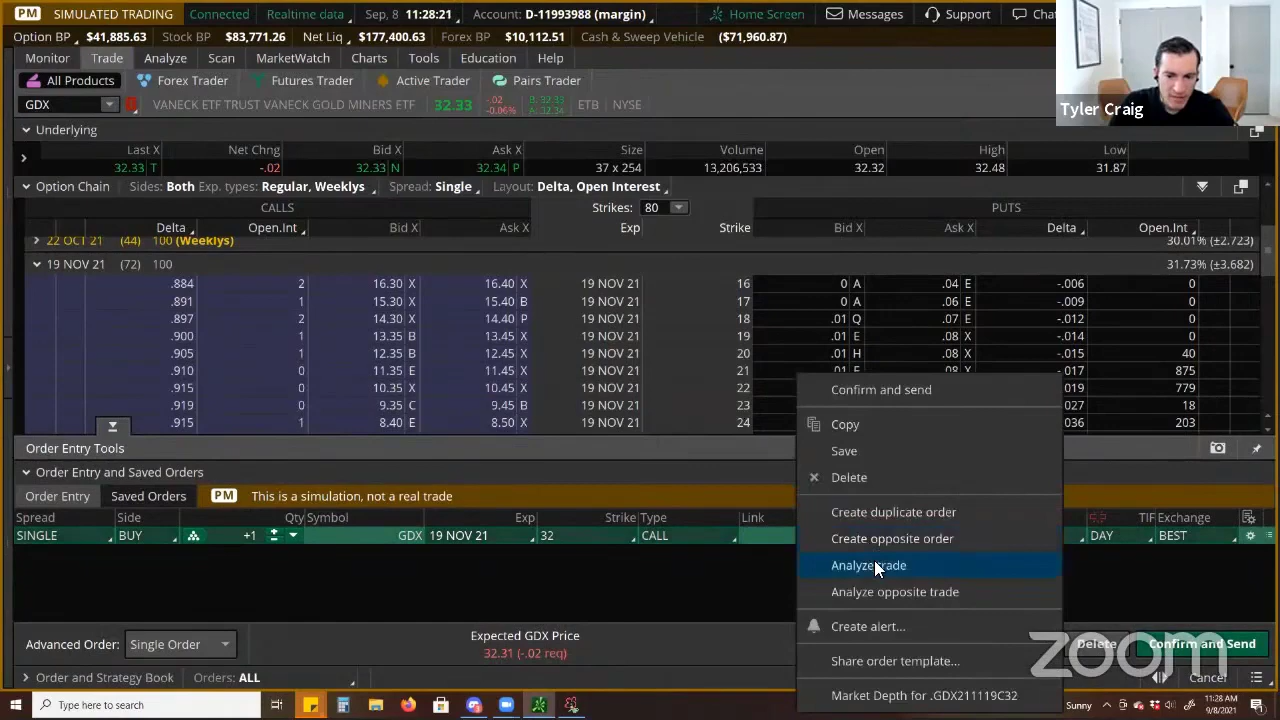 PM SIMULATED TRADING Connected Realtime data Sep, 8 11:28:21 Account: D-11993988 (margin) Home Screen Messages Support Chat
Option BP $41,885.63 Stock BP $83,771.26 Net Liq $177,400.63 Forex BP $10,112.51 Cash & Sweep Vehicle ($71,960.87)
Monitor Trade Analyze Scan MarketWatch Charts Tools Education Help
All Products Forex Trader Futures Trader Active Trader Pairs Trader
GDX VANECK ETF TRUST VANECK GOLD MINERS ETF 32.33 -.02 -0.06% B: 32.33 A: 32.34 ETB NYSE
Tyler Craig
Underlying
Last X Net Chng Bid X Ask X Size Volume Open High Low
32.33 T -.02 32.33 N 32.34 P 37 x 254 13,206,533 32.32 32.48 31.87
Option Chain Sides: Both Exp. types: Regular, Weeklys Spread: Single Layout: Delta, Open Interest
CALLS Strikes: 80 PUTS
Delta Open.Int Bid X Ask X Exp Strike Bid X Ask X Delta Open.Int
22 OCT 21 (44) 100 (Weeklys) 30.01% (±2.723)
19 NOV 21 (72) 100 31.73% (±3.682)
.884 2 16.30 X 16.40 X 19 NOV 21 16 0 A .04 E -.006 0
.891 1 15.30 X 15.40 B 19 NOV 21 17 0 A .06 E -.009 0
.897 2 14.30 X 14.40 P 19 NOV 21 18 .01 Q .07 E -.012 0
.900 1 13.35 B 13.45 X 19 NOV 21 19 .01 E .08 X -.014 0
.905 1 12.35 B 12.45 X 19 NOV 21 20 .01 H .08 X -.015 40
.910 0 11.35 E 11.45 X 19 NOV 21 21 .01 E .08 X -.017 875
.915 0 10.35 X 10.45 X 19 NOV 21 22 019 779
.919 0 9.35 C 9.45 B 19 NOV 21 23 027 18
.915 1 8.40 E 8.50 X 19 NOV 21 24 036 203
Confirm and send
Copy
Save
Delete
Create duplicate order
Create opposite order
Analyze trade
Analyze opposite trade
Create alert...
Share order template...
Market Depth for .GDX211119C32
Order Entry Tools
Order Entry and Saved Orders
Order Entry Saved Orders PM This is a simulation, not a real trade
Spread Side Qty Symbol Exp Strike Type Link TIF Exchange
SINGLE BUY +1 GDX 19 NOV 21 32 CALL DAY BEST
Advanced Order: Single Order Expected GDX Price Delete Confirm and Send
32.31 (-.02 req)
zoom
Order and Strategy Book Orders: ALL Cancel
Type here to search Sunny 11:28 AM
9/8/2021